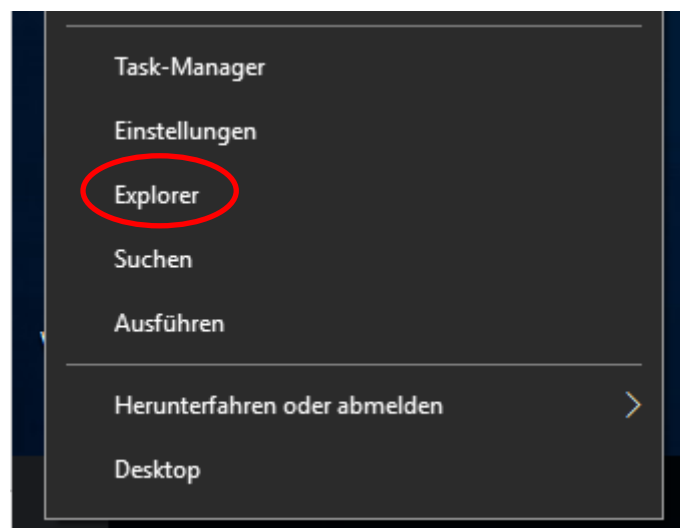 Task-Manager
Einstellungen
Explorer
Suchen
Ausführen
Herunterfahren oder abmelden
Desktop